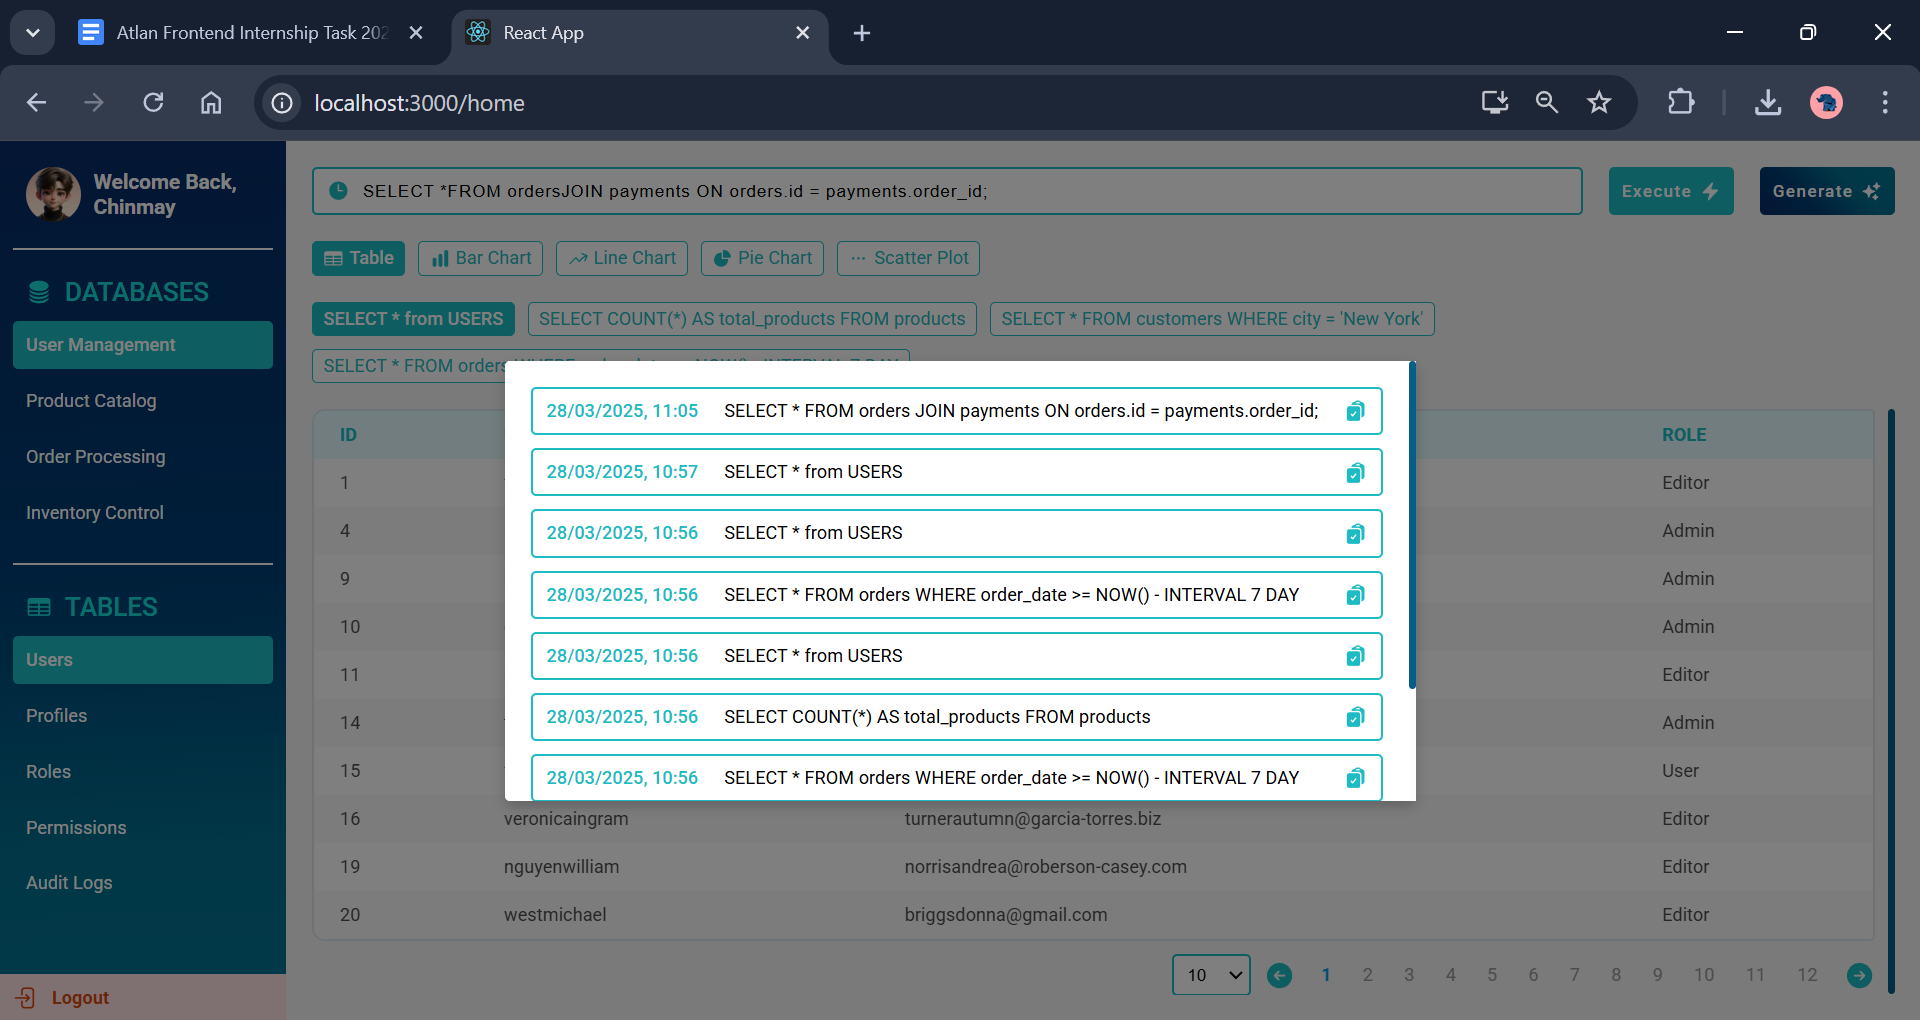 Atlan Frontend Internship Task 202
React App
localhost:3000/home
Welcome Back,
Chinmay
DATABASES
User Management
Product Catalog
Order Processing
Inventory Control
TABLES
Users
Profiles
Roles
Permissions
Audit Logs
Logout
SELECT *FROM ordersJOIN payments ON orders.id = payments.order_id;
Execute
Generate
Table
Bar Chart
Line Chart
Pie Chart
Scatter Plot
SELECT * from USERS
SELECT COUNT(*) AS total_products FROM products
SELECT * FROM customers WHERE city = 'New York'
SELECT * FROM orders
28/03/2025, 11:05 SELECT * FROM orders JOIN payments ON orders.id = payments.order_id;
28/03/2025, 10:57 SELECT * from USERS
28/03/2025, 10:56 SELECT * from USERS
28/03/2025, 10:56 SELECT * FROM orders WHERE order_date >= NOW() - INTERVAL 7 DAY
28/03/2025, 10:56 SELECT * from USERS
28/03/2025, 10:56 SELECT COUNT(*) AS total_products FROM products
28/03/2025, 10:56 SELECT * FROM orders WHERE order_date >= NOW() - INTERVAL 7 DAY
ID ROLE
1 Editor
4 Admin
9 Admin
10 Admin
11 Editor
14 Admin
15 User
16 veronicaingram turnerautumn@garcia-torres.biz Editor
19 nguyenwilliam norrisandrea@roberson-casey.com Editor
20 westmichael briggsdonna@gmail.com Editor
10 1 2 3 4 5 6 7 8 9 10 11 12